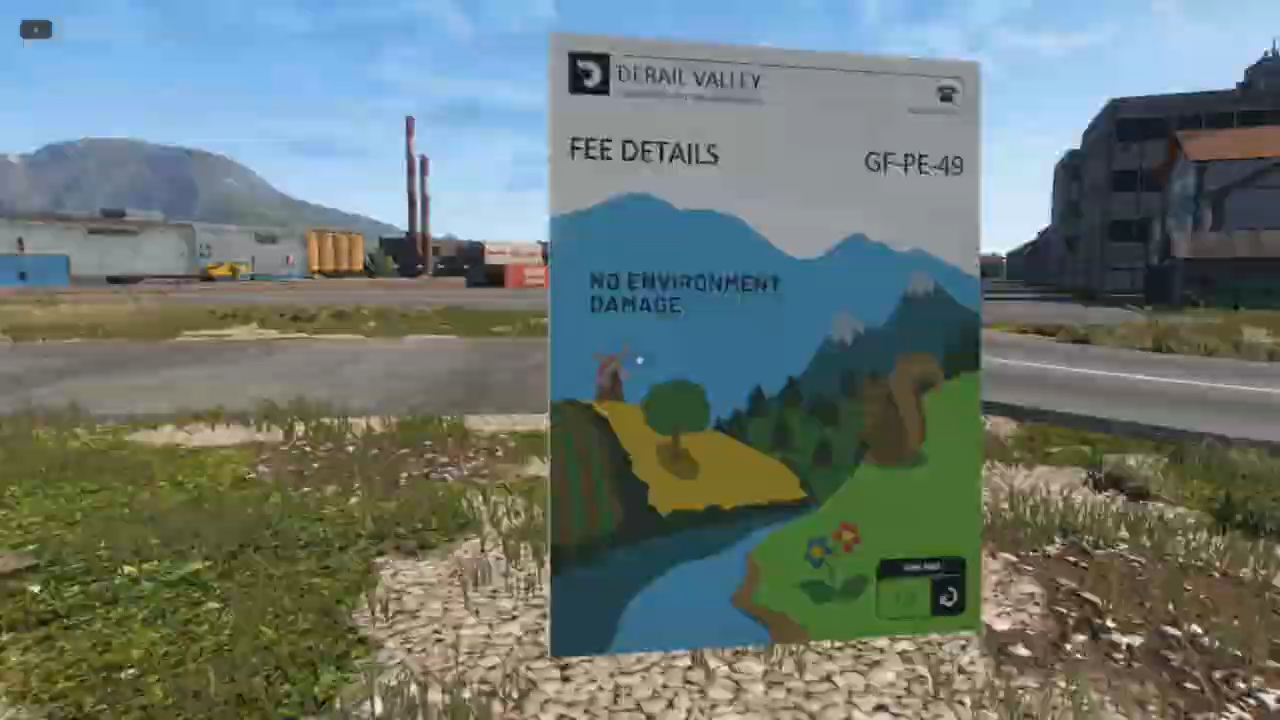 DERAIL VALLEY
FEE DETAILS
GF-PE-49
NO ENVIRONMENT
DAMAGE